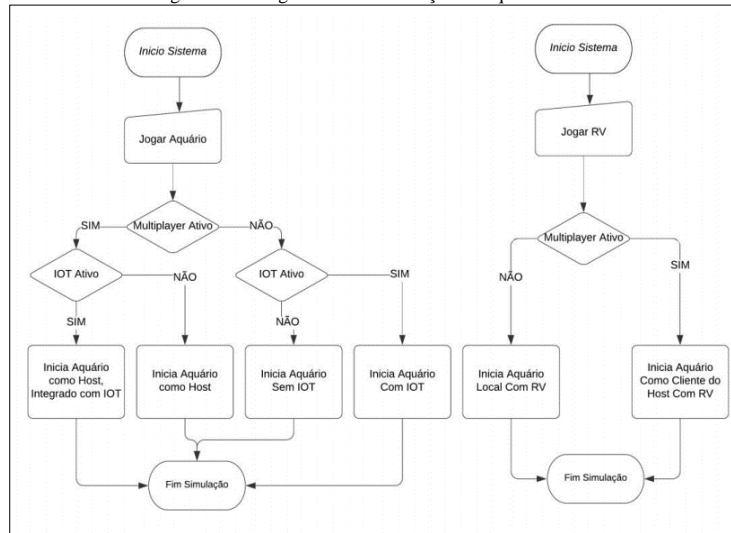 Início Sistema
Jogar Aquário
Multiplayer Ativo
SIM
NÃO
IOT Ativo
NÃO
SIM
IOT Ativo
SIM
NÃO
Inicia Aquário
como Host,
Integrado com IOT
Inicia Aquário
como Host
Inicia Aquário
Sem IOT
Inicia Aquário
Com IOT
Fim Simulação
Início Sistema
Jogar RV
Multiplayer Ativo
NÃO
SIM
Inicia Aquário
Local Com RV
Inicia Aquário
Como Cliente do
Host Com RV
Fim Simulação